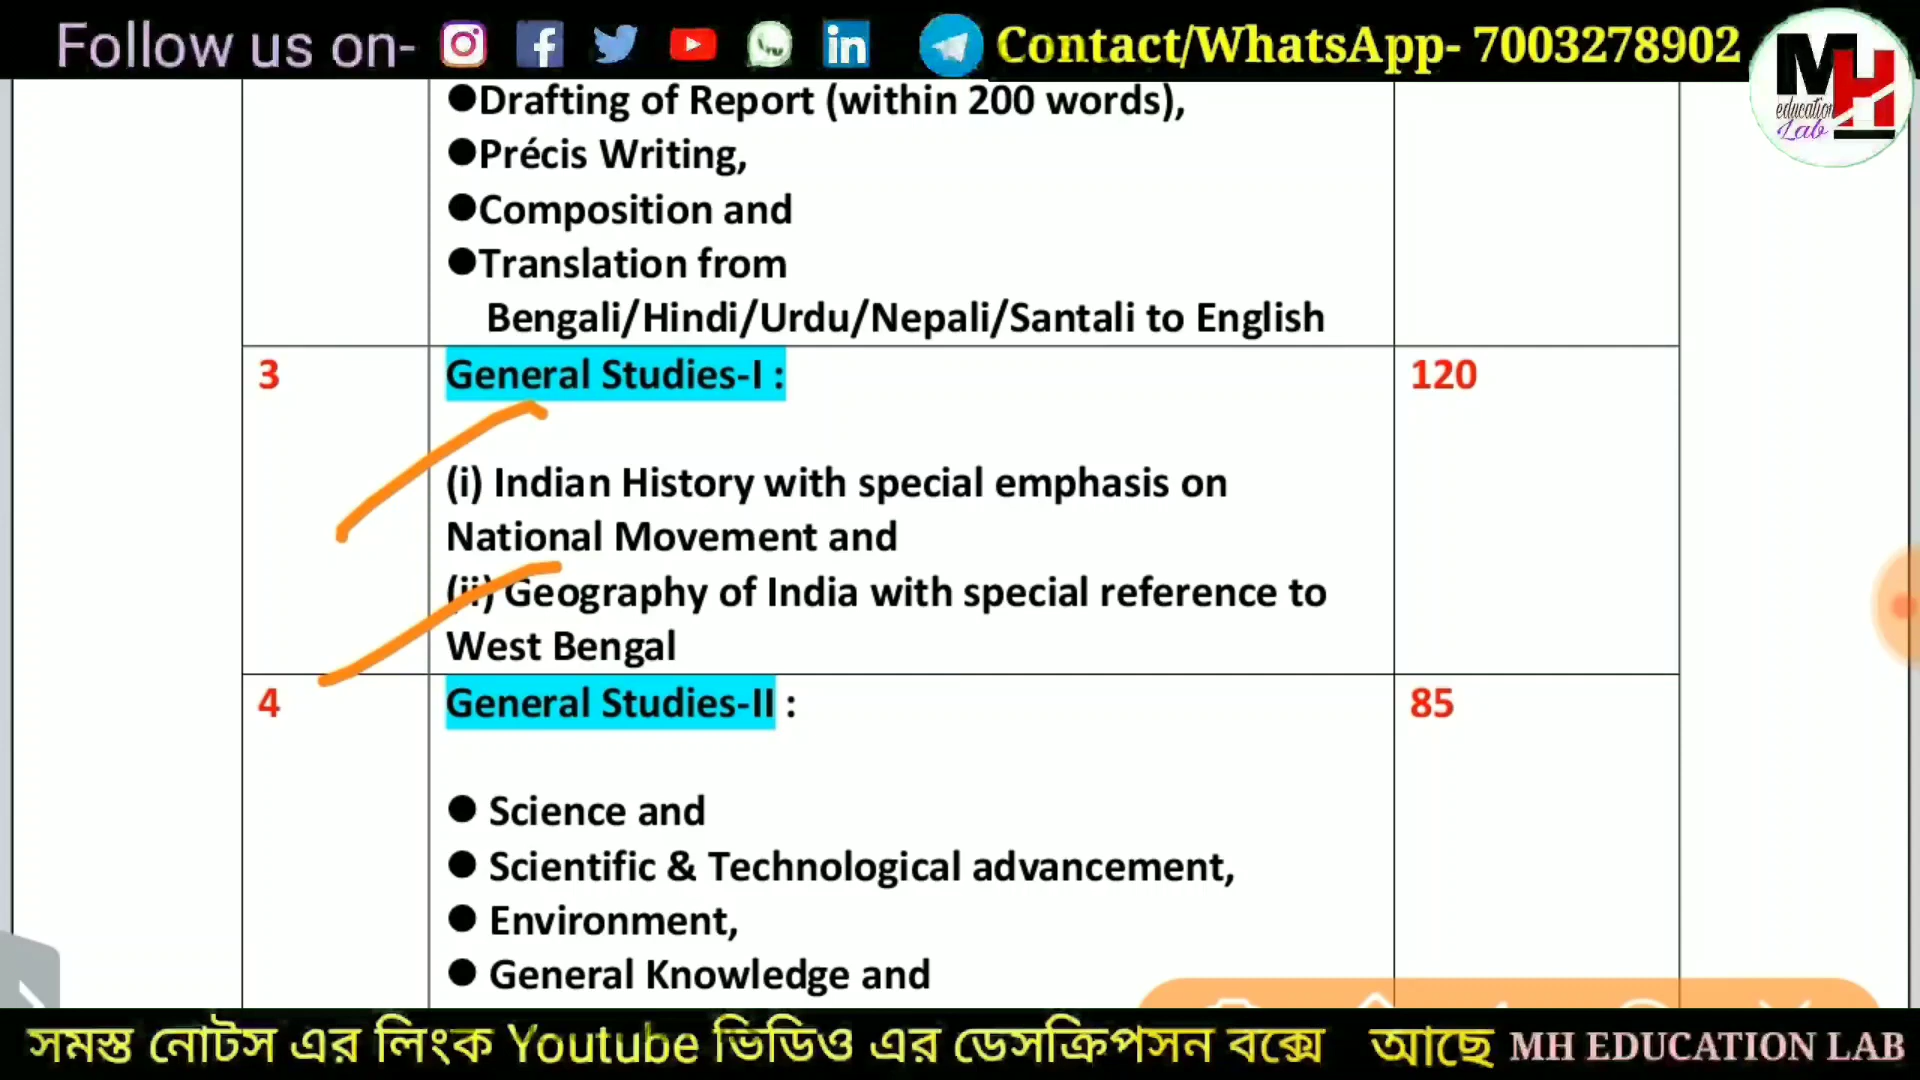 Follow us on- Contact/WhatsApp- 7003278902
MH
education
Lab
●Drafting of Report (within 200 words),
●Précis Writing,
●Composition and
●Translation from
Bengali/Hindi/Urdu/Nepali/Santali to English
3 General Studies-I : 120
(i) Indian History with special emphasis on
National Movement and
(ii) Geography of India with special reference to
West Bengal
4 General Studies-II : 85
● Science and
● Scientific & Technological advancement,
● Environment,
● General Knowledge and
সমস্ত নোটস এর লিংক Youtube ভিডিও এর ডেসক্রিপসন বক্সে আছে MH EDUCATION LAB